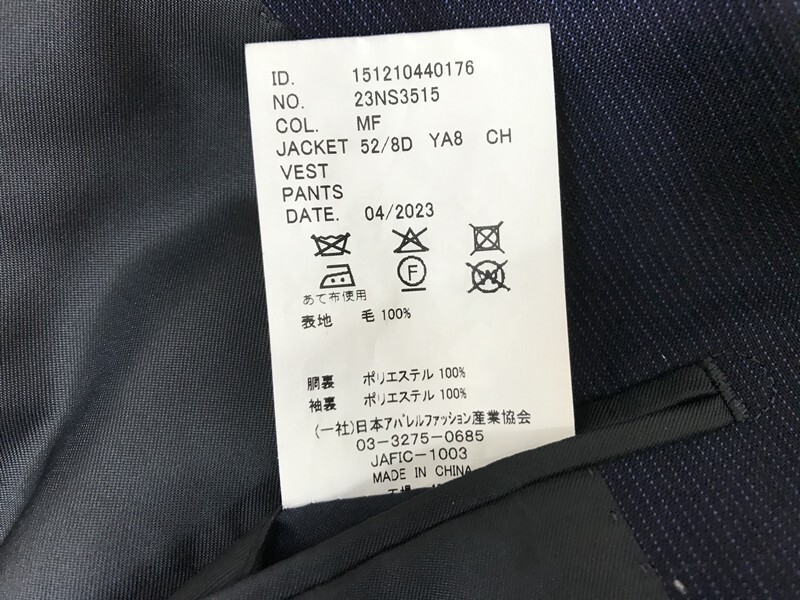 ID. 151210440176
NO. 23NS3515
COL. MF
JACKET 52/8D YA8 CH
VEST
PANTS
DATE. 04/2023
F W
あて布使用
表地 毛 100%
胴裏 ポリエステル 100%
袖裏 ポリエステル 100%
(一社)日本アパレルファッション産業協会
03-3275-0685
JAFIC-1003
MADE IN CHINA